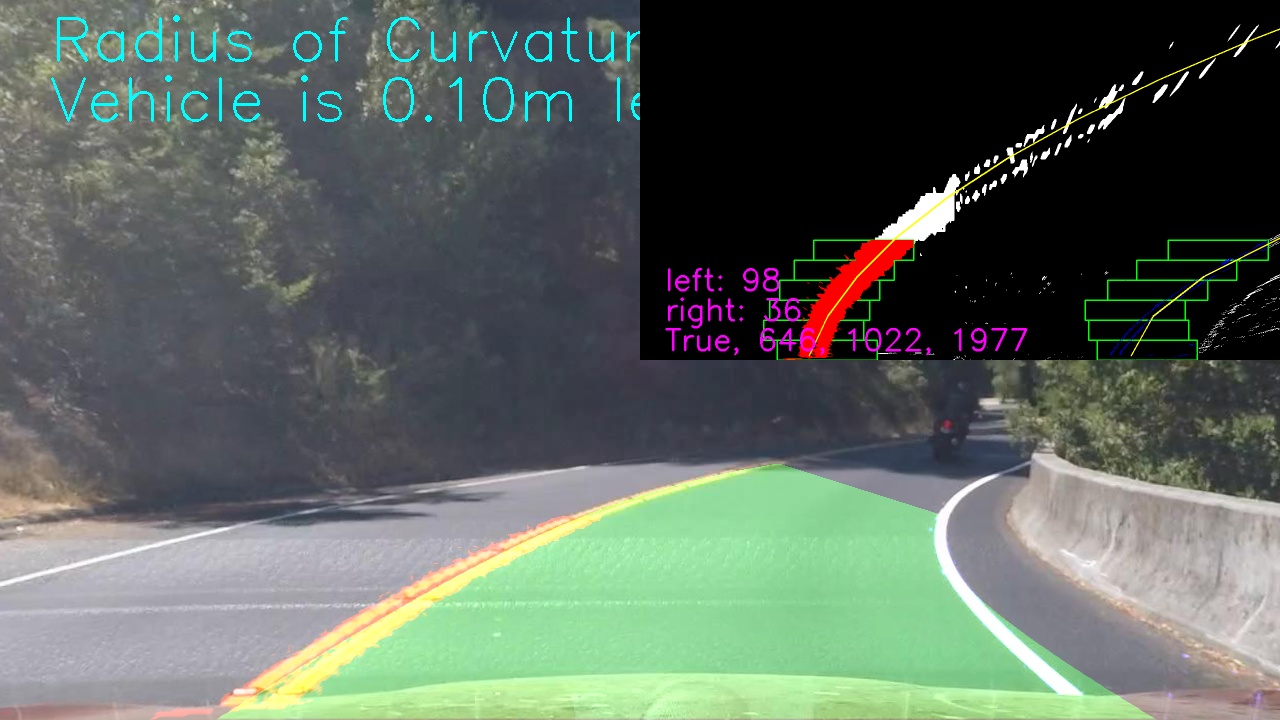 Radius of Curvatur
Vehicle is 0.10m le
left: 98
right: 36
True, 646, 1022, 1977